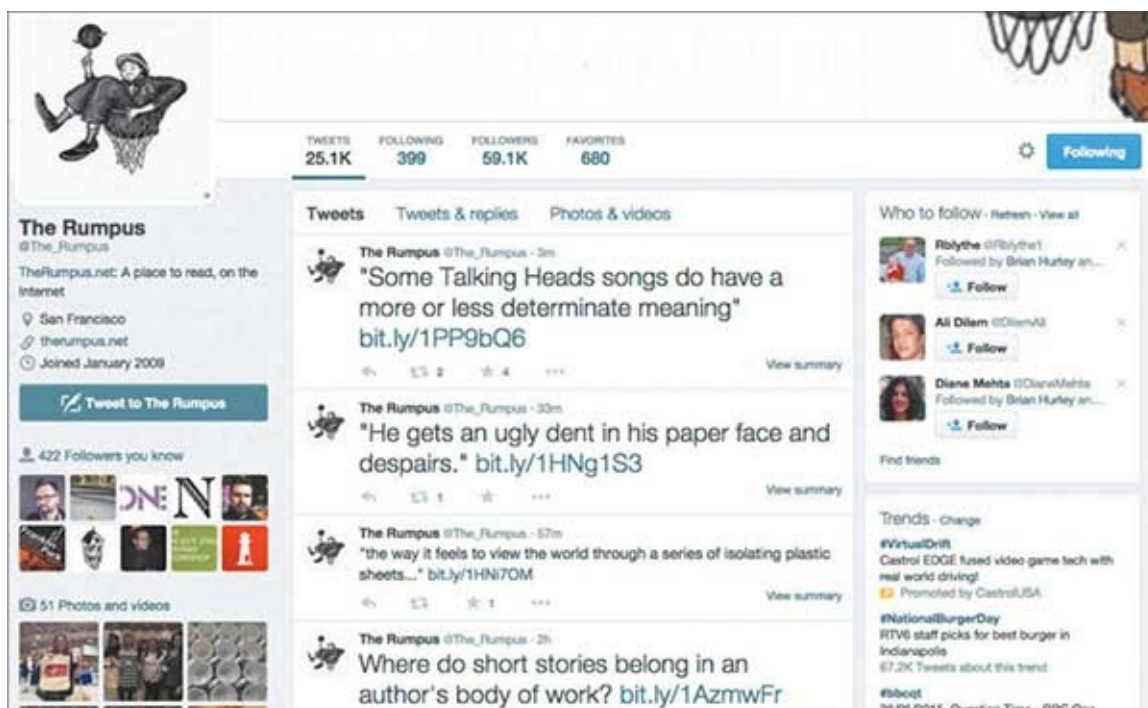 TWEETS FOLLOWING FOLLOWERS FAVORITES
25.1K 399 59.1K 680
Following
The Rumpus
@The_Rumpus
TheRumpus.net: A place to read, on the
Internet
San Francisco
therumpus.net
Joined January 2009
Tweet to The Rumpus
422 Followers you know
ONE N
51 Photos and videos
Tweets Tweets & replies Photos & videos
The Rumpus @The_Rumpus · 3m
"Some Talking Heads songs do have a
more or less determinate meaning"
bit.ly/1PP9bQ6
2 4 View summary
The Rumpus @The_Rumpus · 33m
"He gets an ugly dent in his paper face and
despairs." bit.ly/1HNg1S3
1 View summary
The Rumpus @The_Rumpus · 57m
"the way it feels to view the world through a series of isolating plastic
sheets..." bit.ly/1HNi7OM
1 View summary
The Rumpus @The_Rumpus · 2h
Where do short stories belong in an
author's body of work? bit.ly/1AzmwFr
Who to follow · Refresh · View all
Rblythe @Rblythe1
Followed by Brian Hurley an...
Follow
Ali Dilem @DilemAli
Follow
Diane Mehta @DianeMehta
Followed by Brian Hurley an...
Follow
Find friends
Trends · Change
#VirtualDrift
Castrol EDGE fused video game tech with
real world driving!
Promoted by CastrolUSA
#NationalBurgerDay
RTV6 staff picks for best burger in
Indianapolis
67.2K Tweets about this trend
#bbcqt
Question Time - BBC One